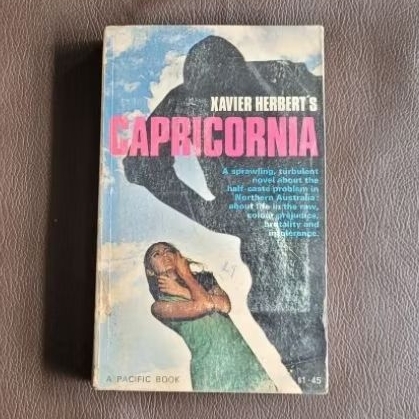 XAVIER HERBERT'S
CAPRICORNIA
A sprawling, turbulent
novel about the
half-caste problem in
Northern Australia:
about life in the raw,
colour prejudice,
brutality and
intolerance.
A PACIFIC BOOK
$1·45